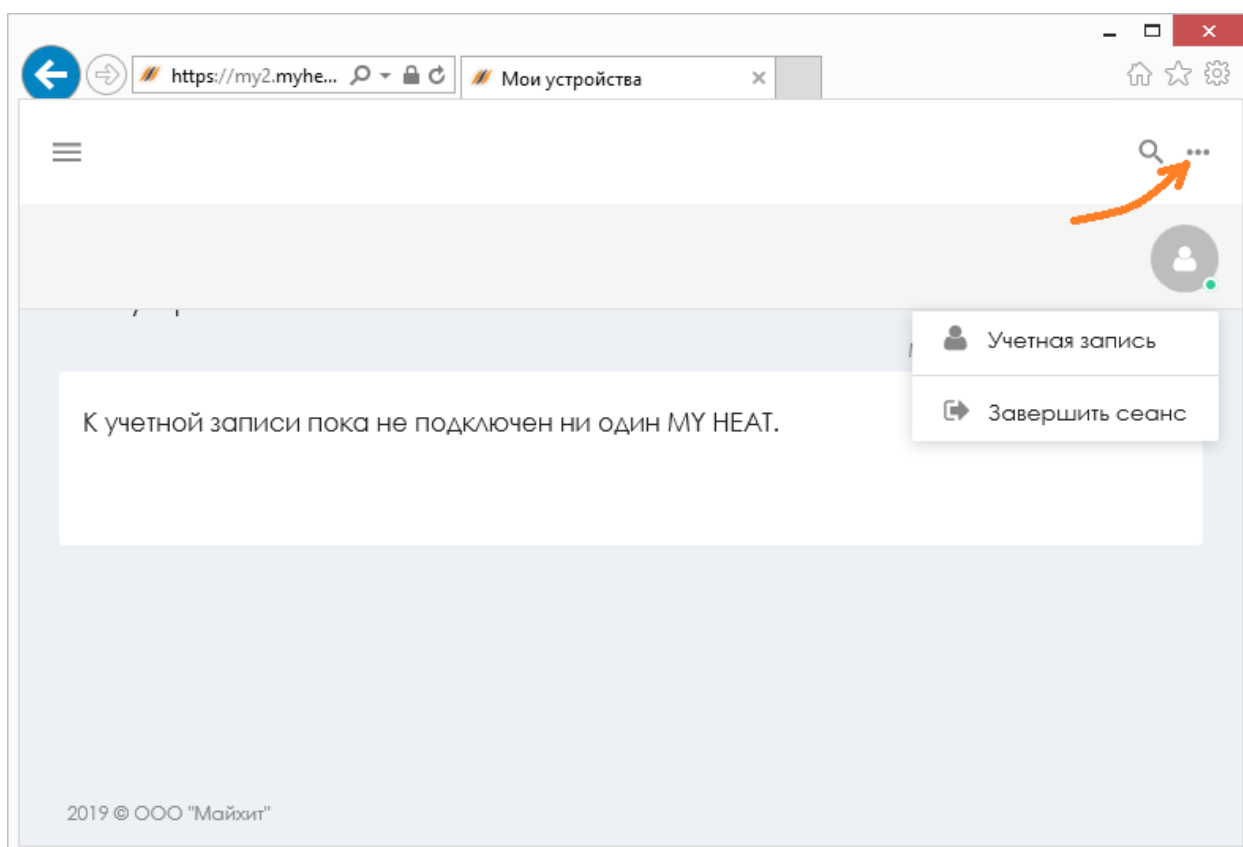 https://my2.myhe...
Мои устройства
Учетная запись
К учетной записи пока не подключен ни один MY HEAT.
Завершить сеанс
2019 © ООО "Майхит"